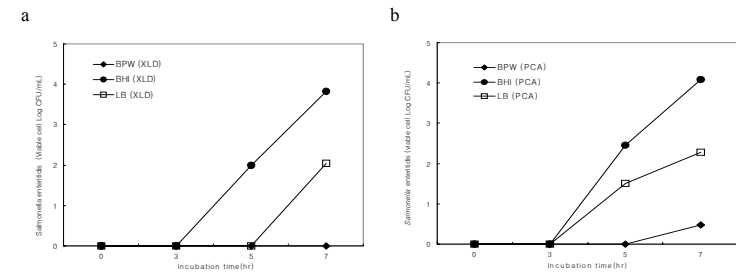 a
b
5
4
3
2
1
0
Salmonella enteritidis (Viable cell Log CFU/mL)
BPW (XLD)
BHI (XLD)
LB (XLD)
0 3 5 7
Incubation time(hr)
5
4
3
2
1
0
Salmonella enteritidis (viable cell Log CFU/mL)
BPW (PCA)
BHI (PCA)
LB (PCA)
0 3 5 7
Incubation time(hr)